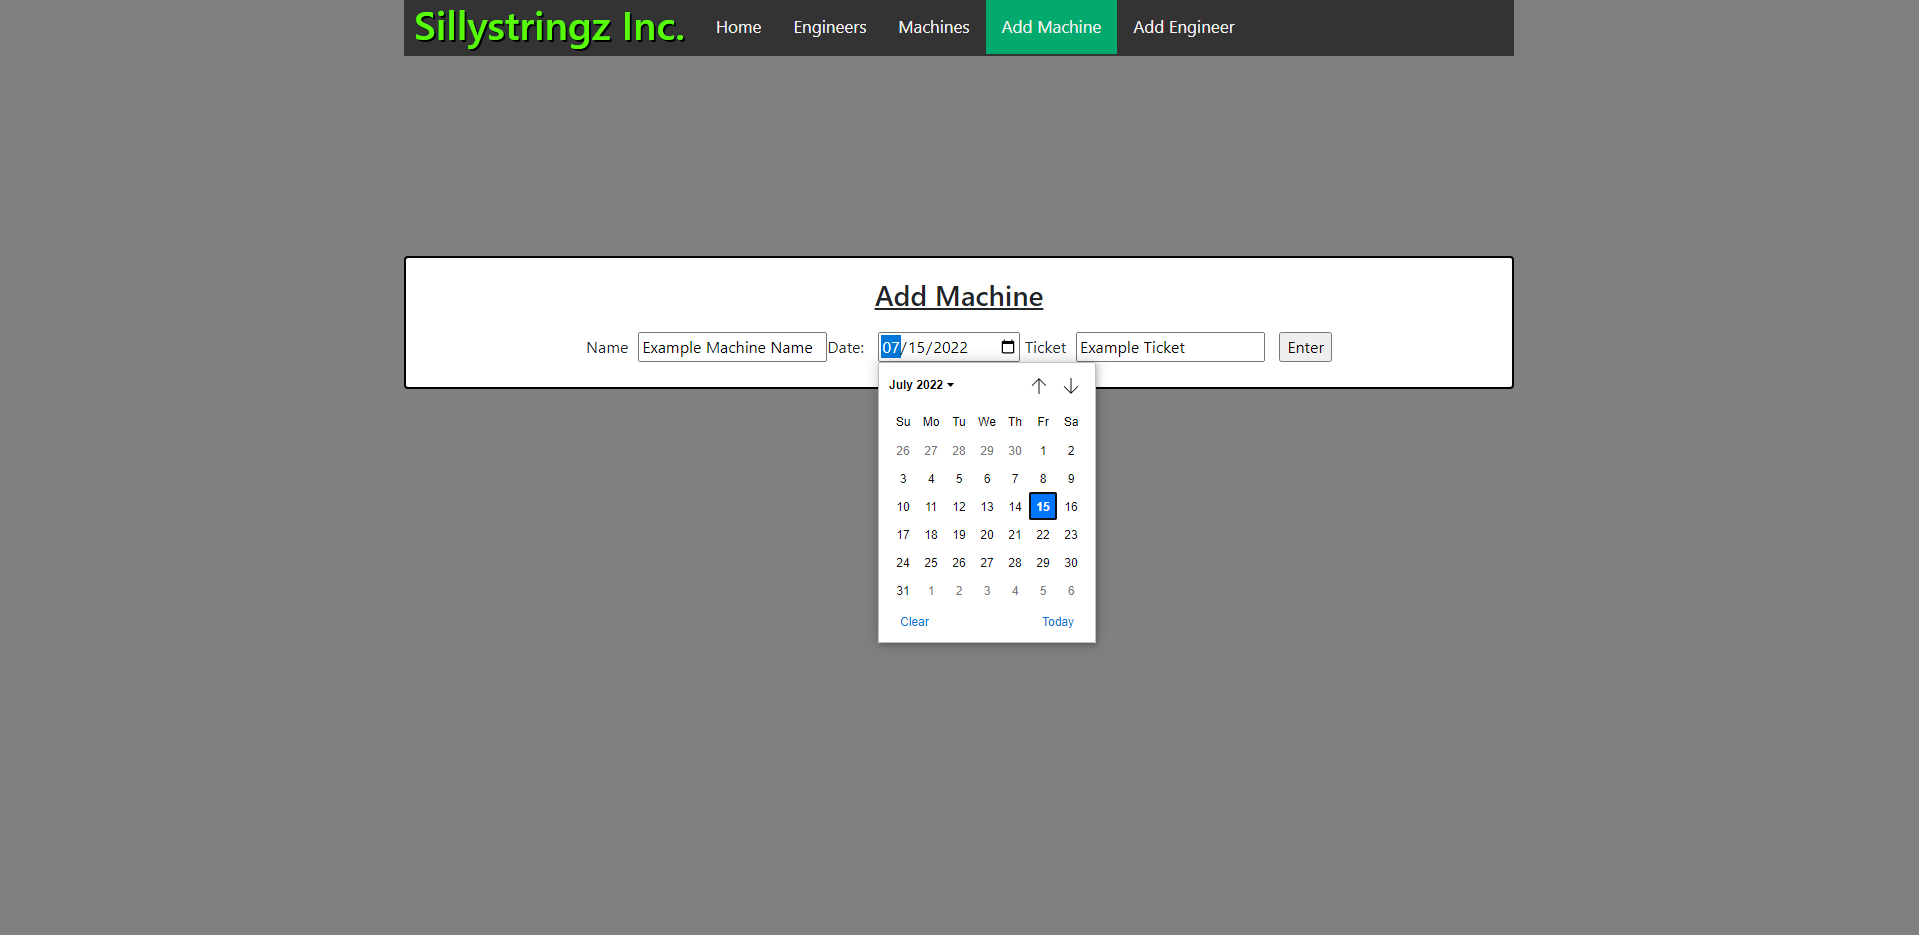 Sillystringz Inc. Home Engineers Machines Add Machine Add Engineer
Add Machine
Name Example Machine Name Date: 07/15/2022 Ticket Example Ticket Enter
July 2022
Su Mo Tu We Th Fr Sa
26 27 28 29 30 1 2
3 4 5 6 7 8 9
10 11 12 13 14 15 16
17 18 19 20 21 22 23
24 25 26 27 28 29 30
31 1 2 3 4 5 6
Clear Today